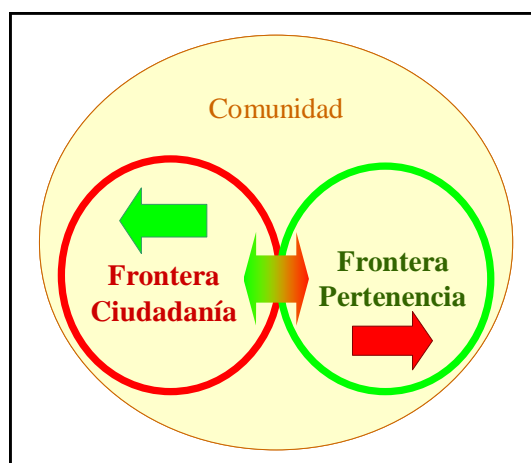 Comunidad
Frontera
Ciudadanía
Frontera
Pertenencia